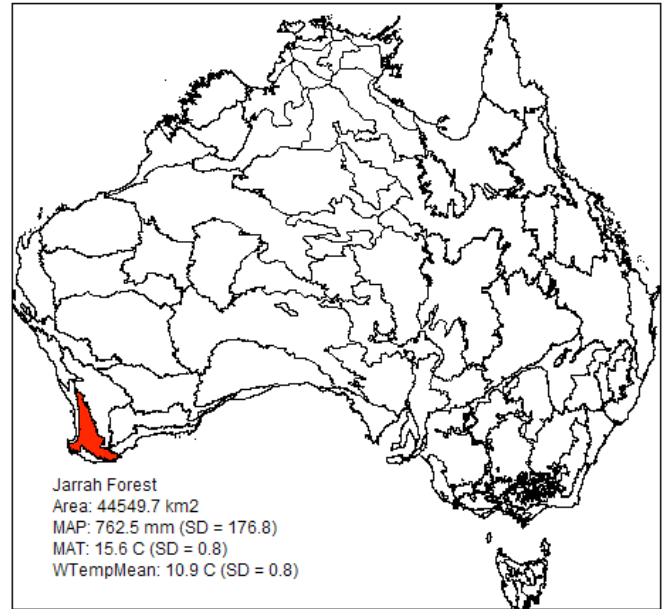 Jarrah Forest
Area: 44549.7 km2
MAP: 762.5 mm (SD = 176.8)
MAT: 15.6 C (SD = 0.8)
WTempMean: 10.9 C (SD = 0.8)